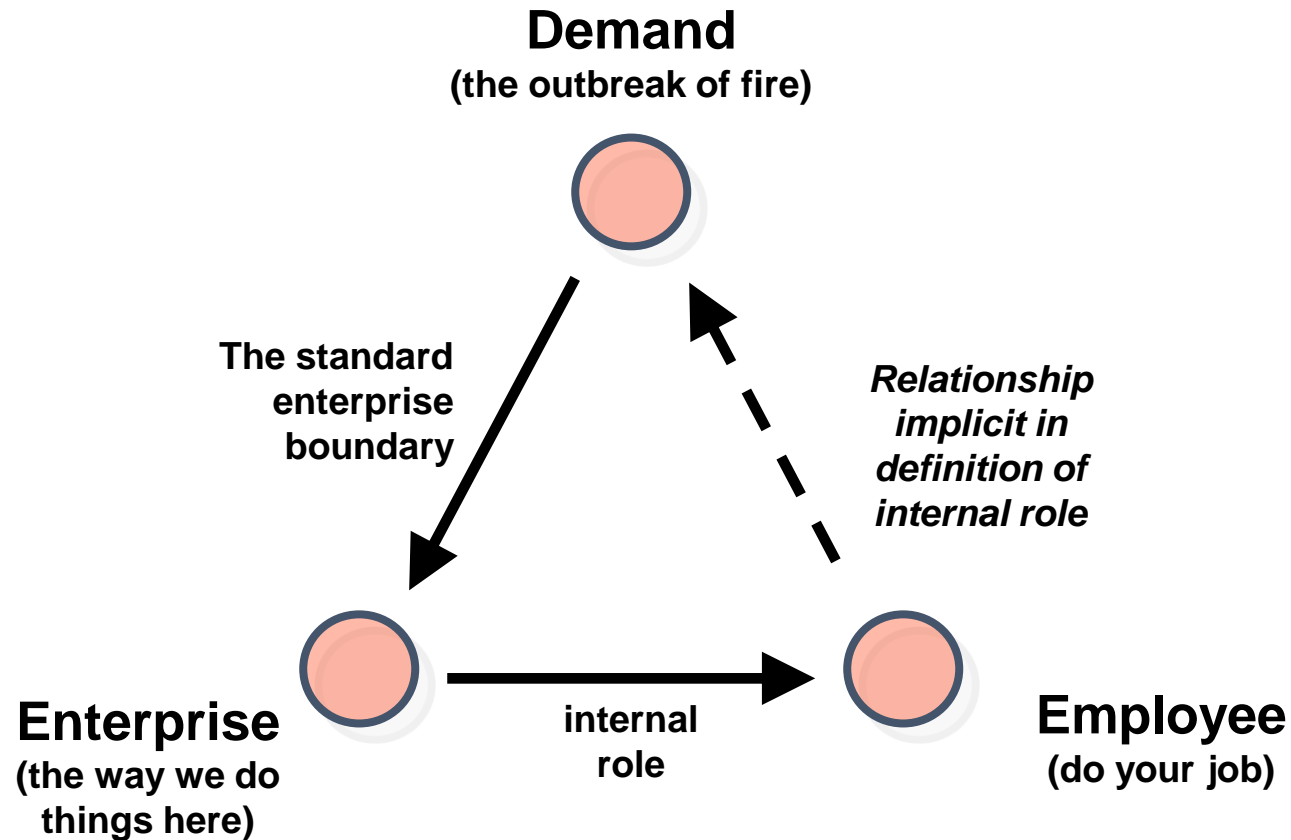 Demand
(the outbreak of fire)
The standard
enterprise
boundary
Relationship
implicit in
definition of
internal role
Enterprise
(the way we do
things here)
internal
role
Employee
(do your job)